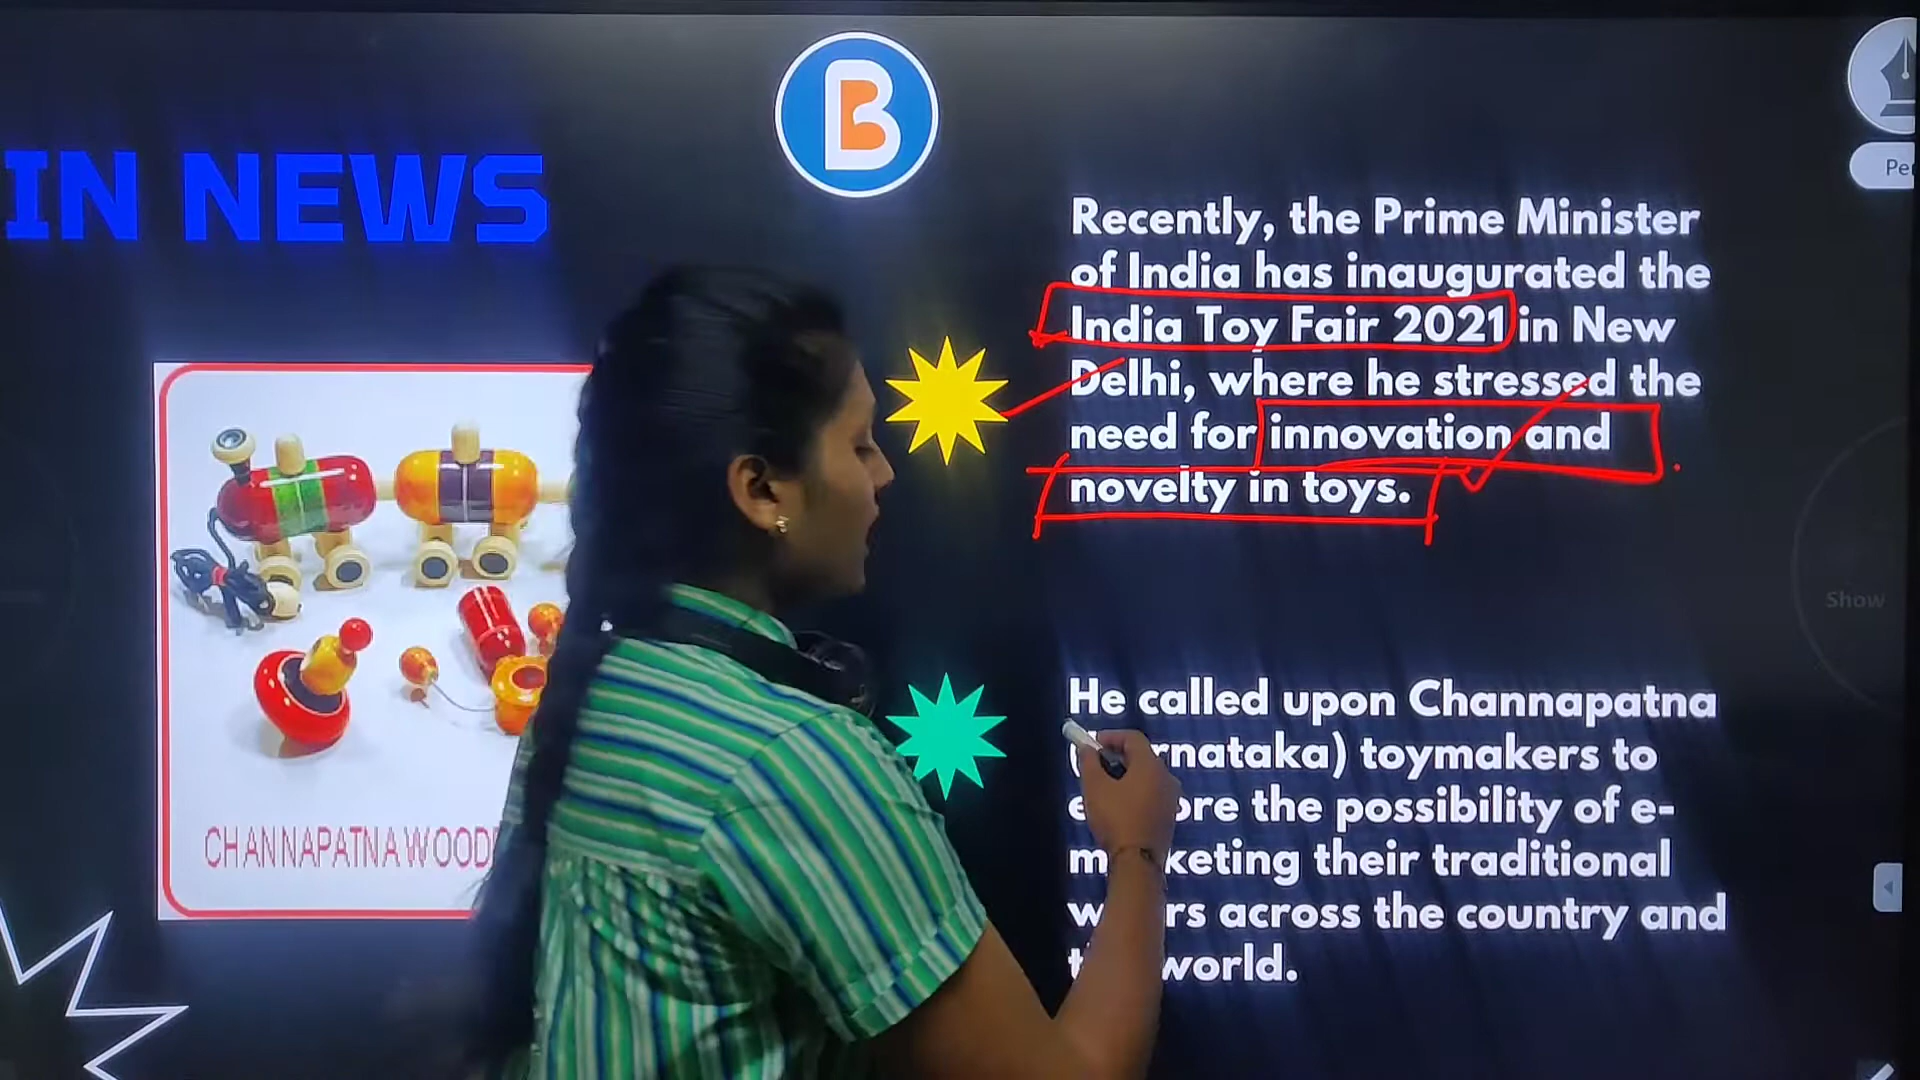 B
IN NEWS
Recently, the Prime Minister
of India has inaugurated the
India Toy Fair 2021 in New
Delhi, where he stressed the
need for innovation and
novelty in toys.
He called upon Channapatna
toymakers to
the possibility of e-
their traditional
across the country and
world.
CHANNAPATNA
Show